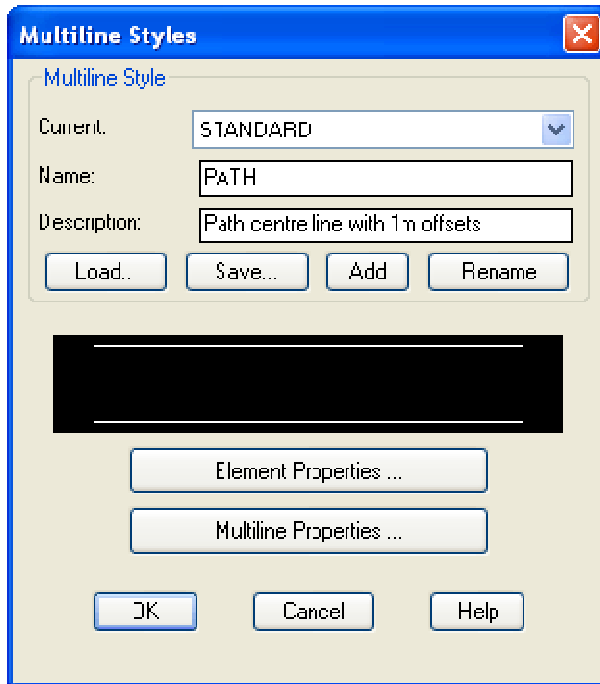 Multiline Styles
Multiline Style
Current:
STANDARD
Name:
PATH
Description:
Path centre line with 1m offsets
Load..
Save...
Add
Rename
Element Properties ...
Multiline Properties ...
OK
Cancel
Help